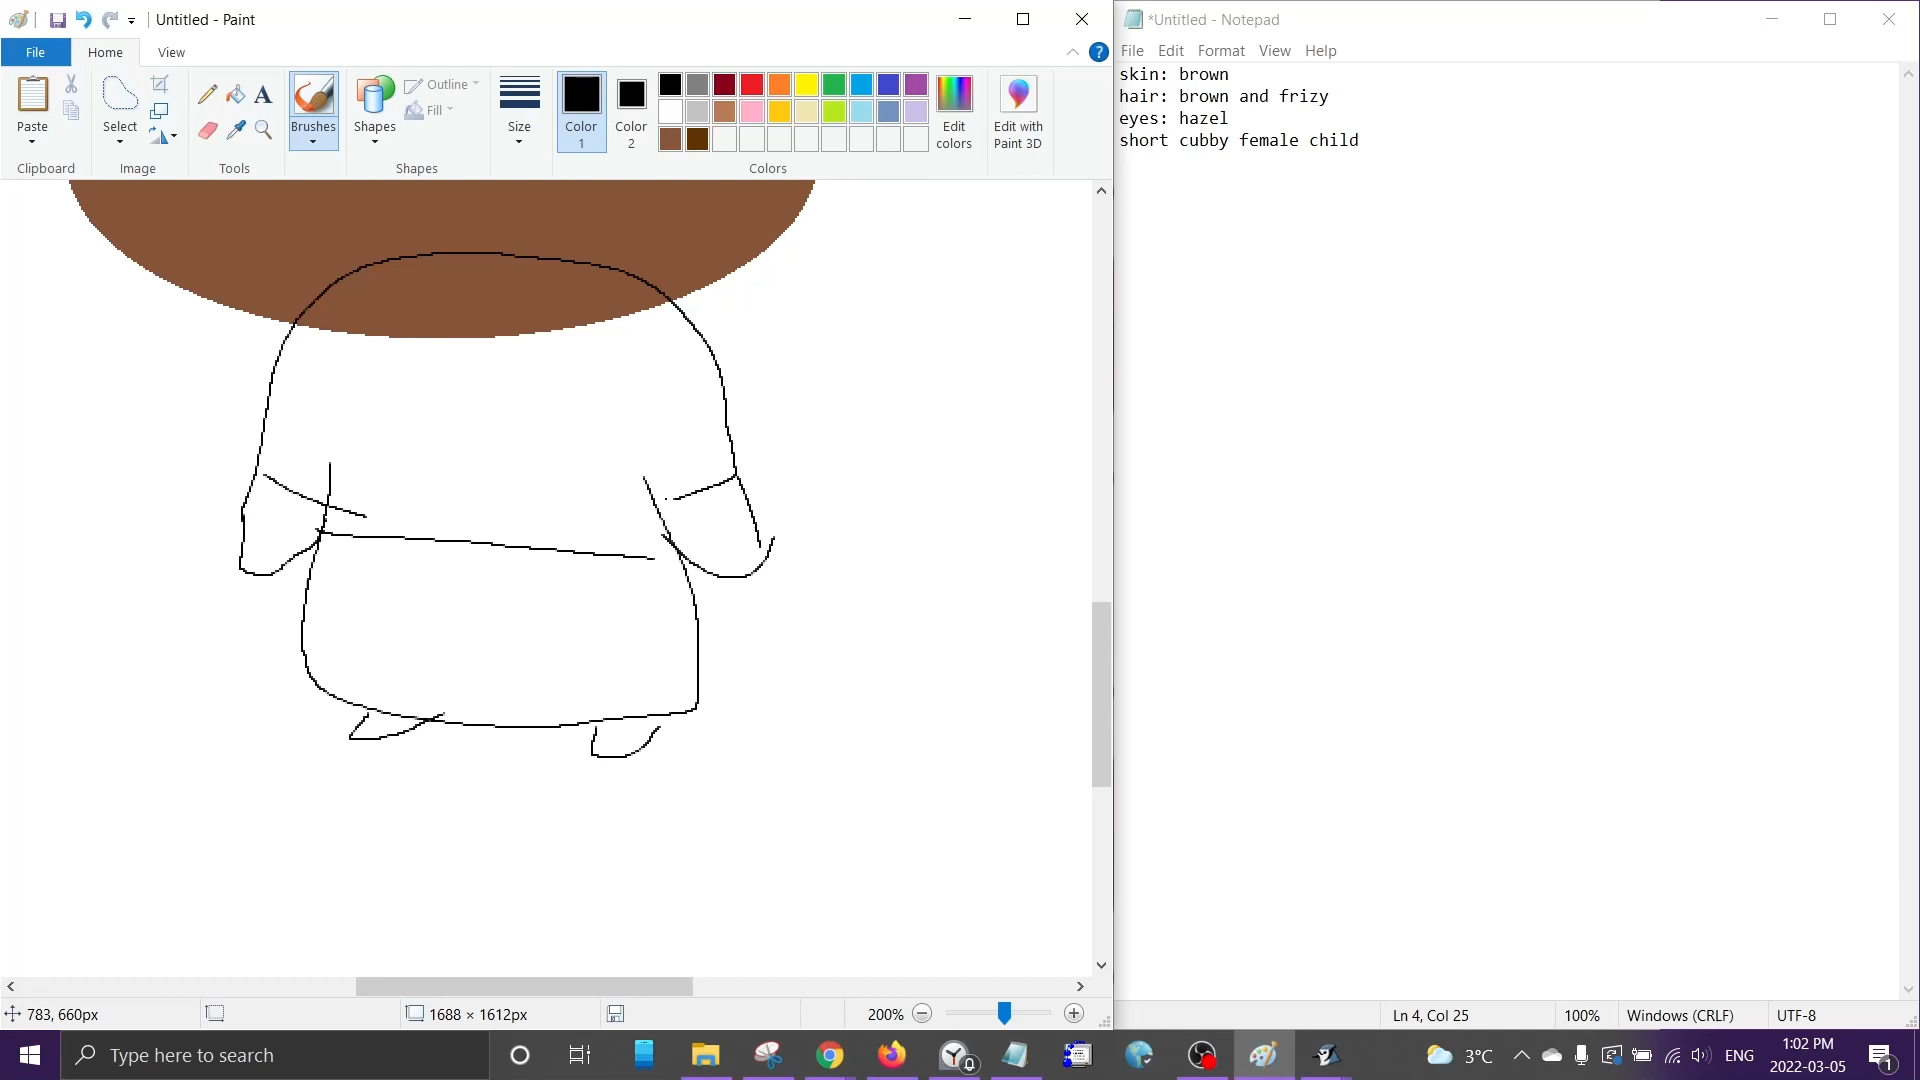 Untitled - Paint
File Home View
Paste
Clipboard
Select
Image
Tools
Brushes
Shapes
Outline
Fill
Shapes
Size
Color 1
Color 2
Colors
Edit colors
Edit with Paint 3D
783, 660px
1688 × 1612px
200%
*Untitled - Notepad
File Edit Format View Help
skin: brown
hair: brown and frizy
eyes: hazel
short cubby female child
Ln 4, Col 25
100%
Windows (CRLF)
UTF-8
Type here to search
3°C
ENG
1:02 PM
2022-03-05
1